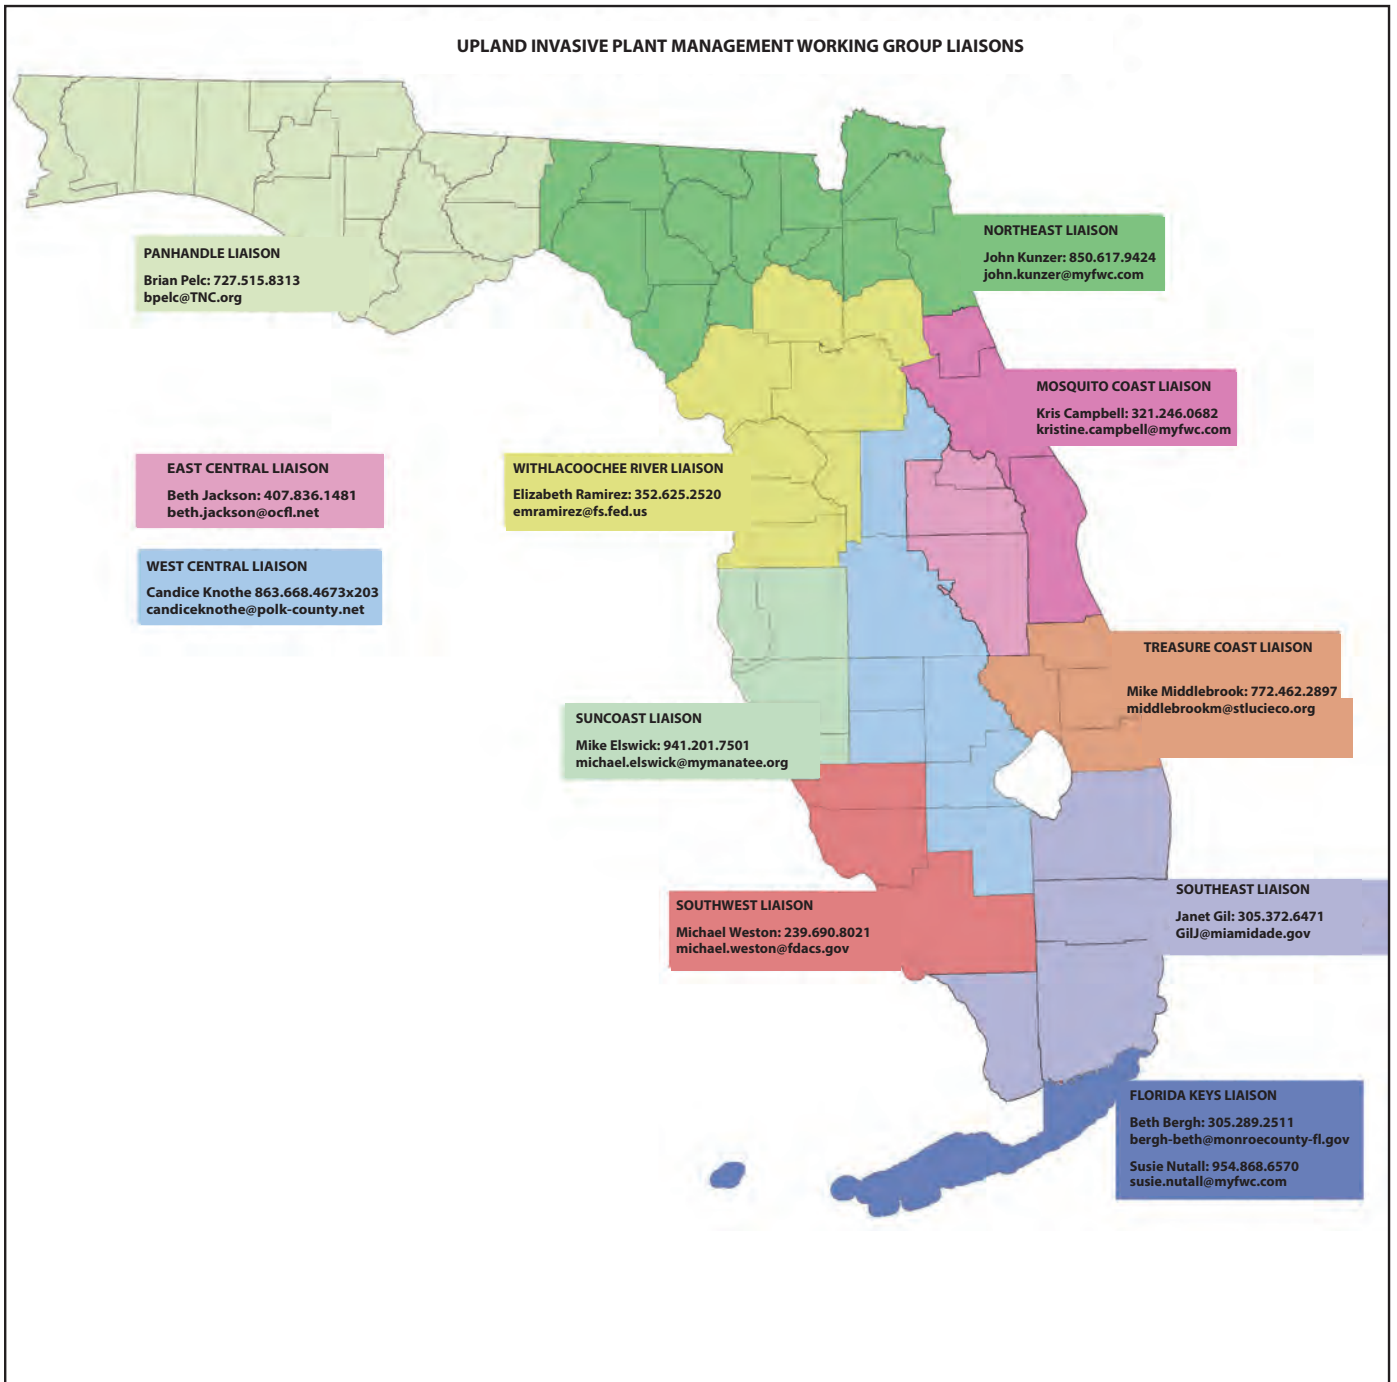 UPLAND INVASIVE PLANT MANAGEMENT WORKING GROUP LIAISONS
PANHANDLE LIAISON
Brian Pelc: 727.515.8313
bpelc@TNC.org
NORTHEAST LIAISON
John Kunzer: 850.617.9424
john.kunzer@myfwc.com
MOSQUITO COAST LIAISON
Kris Campbell: 321.246.0682
kristine.campbell@myfwc.com
EAST CENTRAL LIAISON
Beth Jackson: 407.836.1481
beth.jackson@ocfl.net
WITHLACOOCHEE RIVER LIAISON
Elizabeth Ramirez: 352.625.2520
emramirez@fs.fed.us
WEST CENTRAL LIAISON
Candice Knothe 863.668.4673x203
candiceknothe@polk-county.net
TREASURE COAST LIAISON
Mike Middlebrook: 772.462.2897
middlebrookm@stlucieco.org
SUNCOAST LIAISON
Mike Elswick: 941.201.7501
michael.elswick@mymanatee.org
SOUTHEAST LIAISON
Janet Gil: 305.372.6471
GilJ@miamidade.gov
SOUTHWEST LIAISON
Michael Weston: 239.690.8021
michael.weston@fdacs.gov
FLORIDA KEYS LIAISON
Beth Bergh: 305.289.2511
bergh-beth@monroecounty-fl.gov
Susie Nutall: 954.868.6570
susie.nutall@myfwc.com